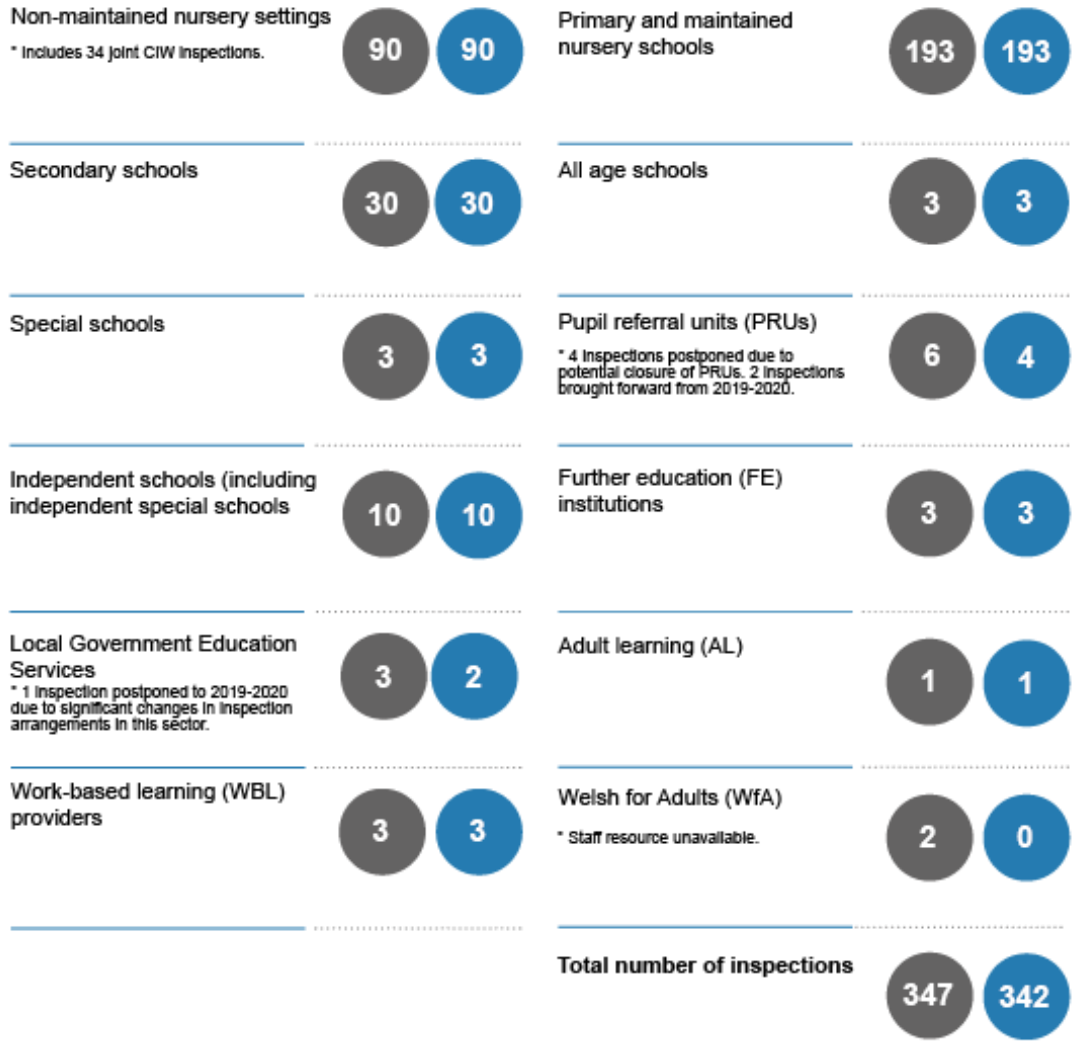 Non-maintained nursery settings
* Includes 34 joint CIW Inspections.
90 90
Primary and maintained
nursery schools
193 193
Secondary schools
30 30
All age schools
3 3
Special schools
3 3
Pupil referral units (PRUs)
* 4 Inspections postponed due to
potential closure of PRUs. 2 Inspections
brought forward from 2019-2020.
6 4
Independent schools (including
independent special schools
10 10
Further education (FE)
institutions
3 3
Local Government Education
Services
* 1 Inspection postponed to 2019-2020
due to significant changes in Inspection
arrangements in this sector.
3 2
Adult learning (AL)
1 1
Work-based learning (WBL)
providers
3 3
Welsh for Adults (WfA)
* Staff resource unavailable.
2 0
Total number of inspections
347 342